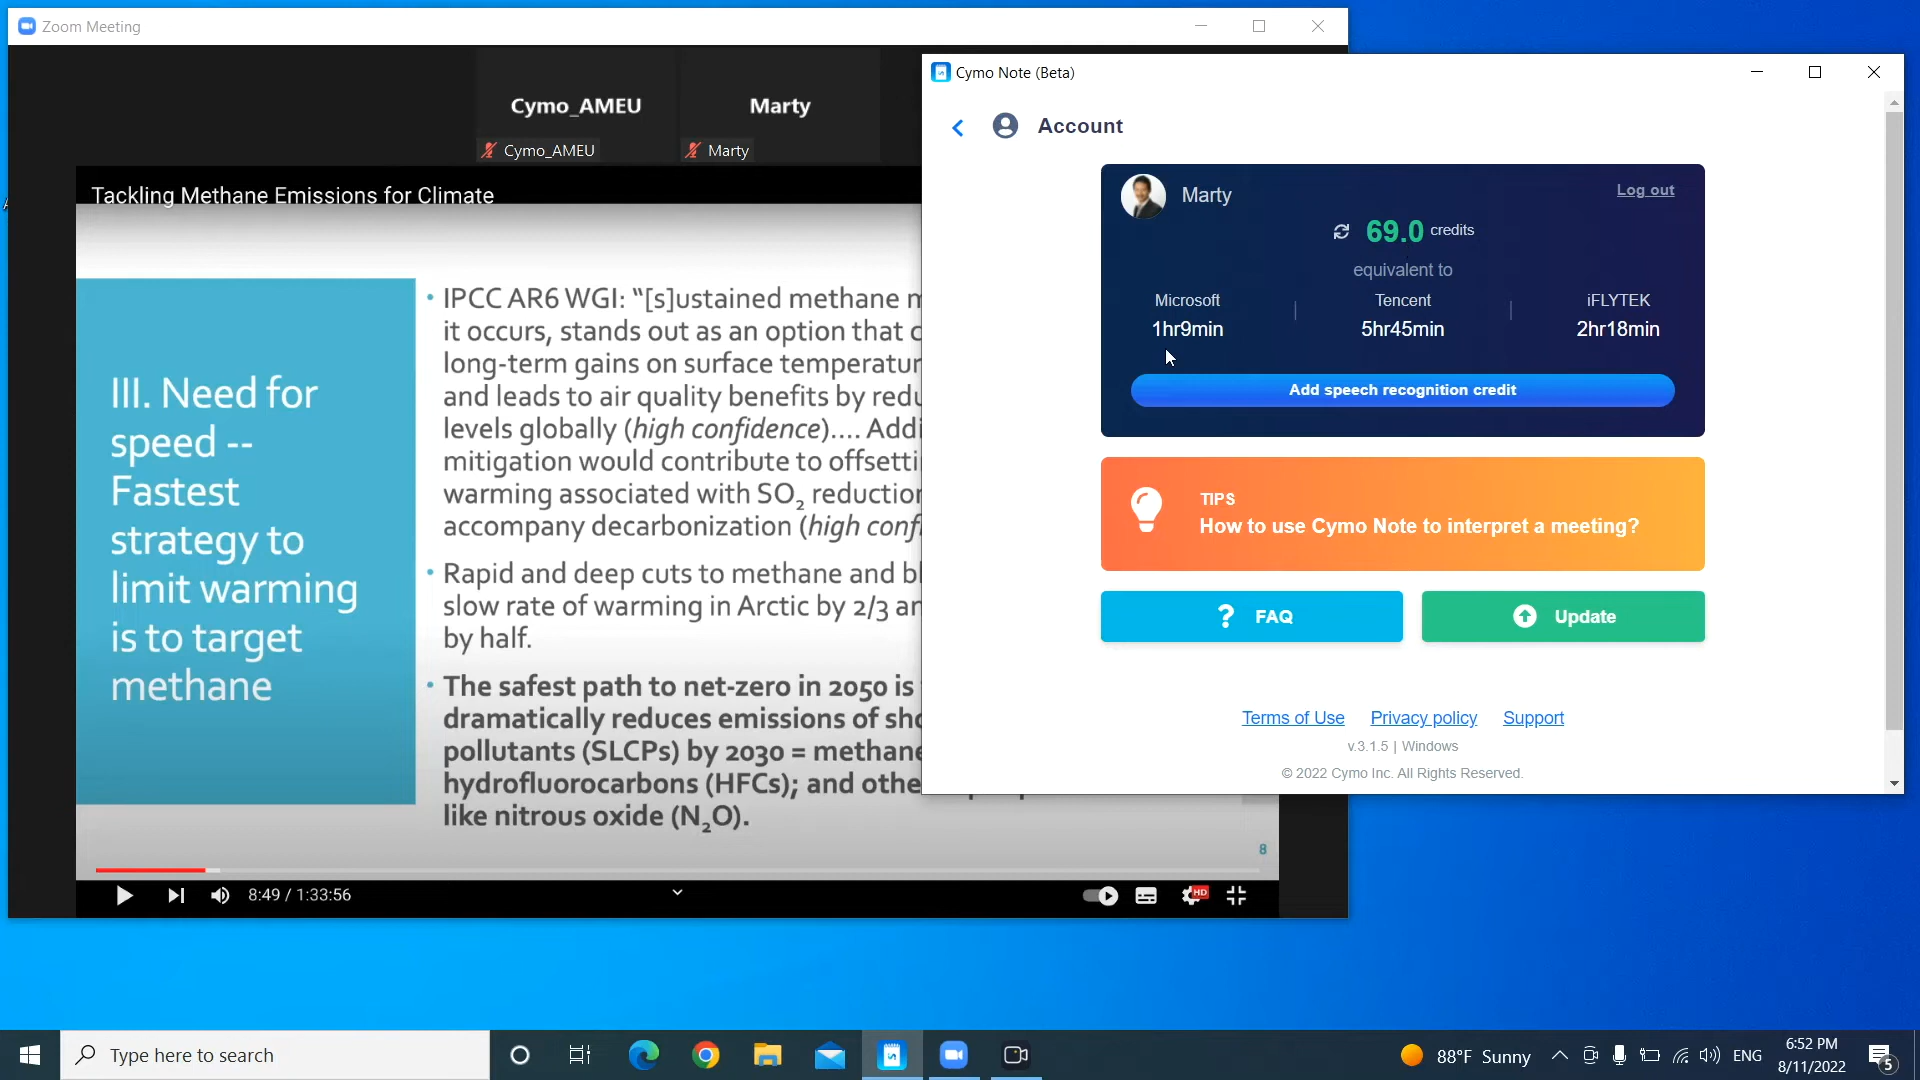 Zoom Meeting
Cymo_AMEU
Marty
Cymo_AMEU
Marty
Tackling Methane Emissions for Climate
III. Need for
speed --
Fastest
strategy to
limit warming
is to target
methane
• IPCC AR6 WGI: “[s]ustained methane
it occurs, stands out as an option that
long-term gains on surface temperatur
and leads to air quality benefits by redu
levels globally (high confidence).... Addi
mitigation would contribute to offsetti
warming associated with SO₂ reduction
accompany decarbonization (high conf
• Rapid and deep cuts to methane and bl
slow rate of warming in Arctic by 2/3 an
by half.
• The safest path to net-zero in 2050 is
dramatically reduces emissions of sho
pollutants (SLCPs) by 2030 = methane
hydrofluorocarbons (HFCs); and othe
like nitrous oxide (N₂O).
8
8:49 / 1:33:56
HD
Cymo Note (Beta)
Account
Marty
Log out
69.0 credits
equivalent to
Microsoft | Tencent | iFLYTEK
1hr9min 5hr45min 2hr18min
Add speech recognition credit
TIPS
How to use Cymo Note to interpret a meeting?
? FAQ
Update
Terms of Use Privacy policy Support
v.3.1.5 | Windows
© 2022 Cymo Inc. All Rights Reserved.
Type here to search
88°F Sunny
ENG
6:52 PM
8/11/2022
5